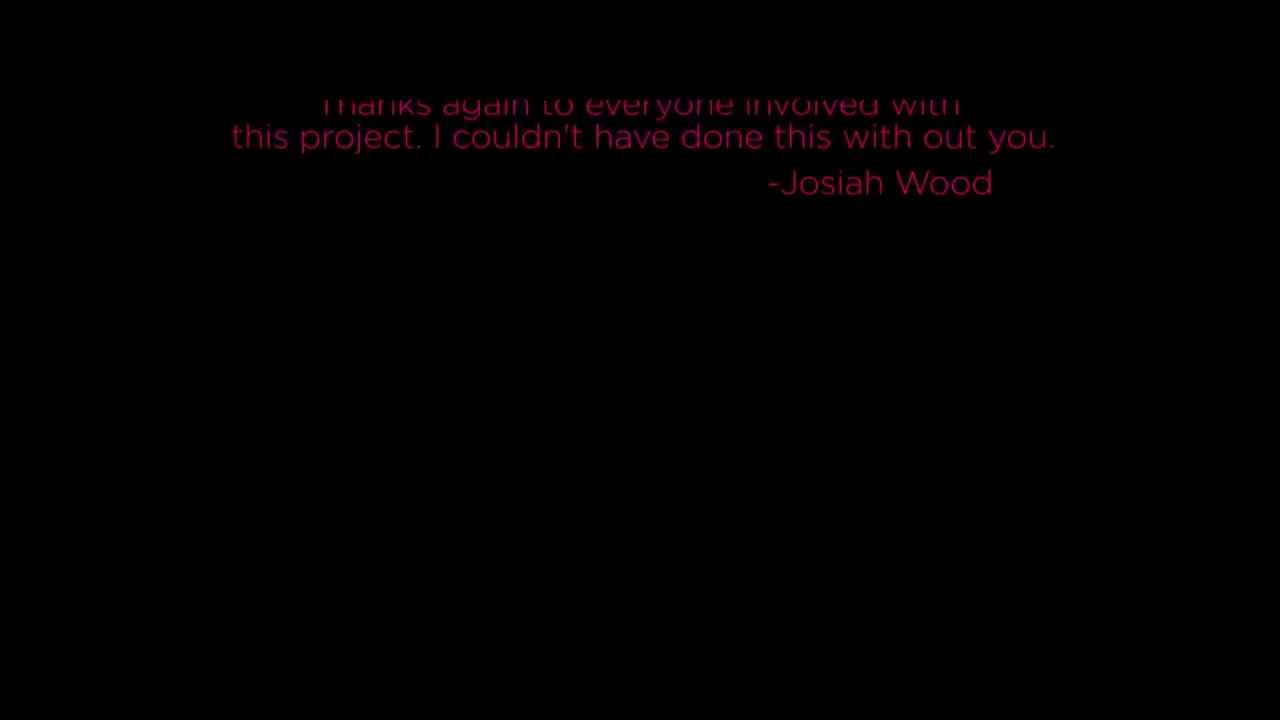 Thanks again to everyone involved with
this project. I couldn't have done this with out you.
-Josiah Wood